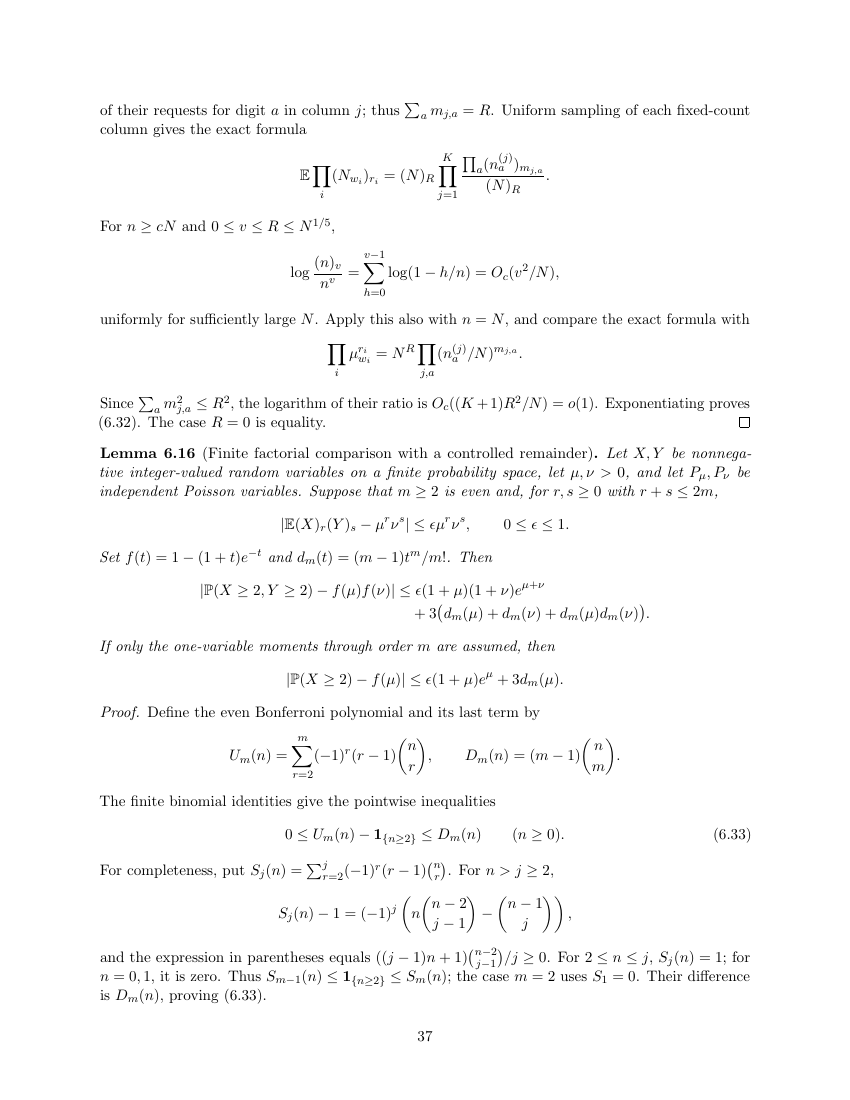 of their requests for digit a in column j; thus ∑_a m_{j,a} = R. Uniform sampling of each fixed-count
column gives the exact formula
𝔼∏_i (N_{w_i})_{r_i} = (N)_R ∏_{j=1}^{K} \frac{∏_a (n_a^{(j)})_{m_{j,a}}}{(N)_R}.
For n ≥ cN and 0 ≤ v ≤ R ≤ N^{1/5},
log \frac{(n)_v}{n^v} = ∑_{h=0}^{v−1} log(1 − h/n) = O_c(v^2/N),
uniformly for sufficiently large N. Apply this also with n = N, and compare the exact formula with
∏_i μ_{w_i}^{r_i} = N^R ∏_{j,a} (n_a^{(j)}/N)^{m_{j,a}}.
Since ∑_a m_{j,a}^2 ≤ R^2, the logarithm of their ratio is O_c((K+1)R^2/N) = o(1). Exponentiating proves
(6.32). The case R = 0 is equality. □
Lemma 6.16 (Finite factorial comparison with a controlled remainder). Let X, Y be nonnega-
tive integer-valued random variables on a finite probability space, let μ, ν > 0, and let P_μ, P_ν be
independent Poisson variables. Suppose that m ≥ 2 is even and, for r, s ≥ 0 with r + s ≤ 2m,
|𝔼(X)_r(Y)_s − μ^r ν^s| ≤ ϵμ^r ν^s, 0 ≤ ϵ ≤ 1.
Set f(t) = 1 − (1 + t)e^{−t} and d_m(t) = (m − 1)t^m/m!. Then
|ℙ(X ≥ 2, Y ≥ 2) − f(μ)f(ν)| ≤ ϵ(1 + μ)(1 + ν)e^{μ+ν}
+ 3(d_m(μ) + d_m(ν) + d_m(μ)d_m(ν)).
If only the one-variable moments through order m are assumed, then
|ℙ(X ≥ 2) − f(μ)| ≤ ϵ(1 + μ)e^μ + 3d_m(μ).
Proof. Define the even Bonferroni polynomial and its last term by
U_m(n) = ∑_{r=2}^{m} (−1)^r (r − 1)\binom{n}{r}, D_m(n) = (m − 1)\binom{n}{m}.
The finite binomial identities give the pointwise inequalities
0 ≤ U_m(n) − 𝟏_{\{n≥2\}} ≤ D_m(n) (n ≥ 0). (6.33)
For completeness, put S_j(n) = ∑_{r=2}^{j} (−1)^r (r − 1)\binom{n}{r}. For n > j ≥ 2,
S_j(n) − 1 = (−1)^j ( n\binom{n−2}{j−1} − \binom{n−1}{j} ),
and the expression in parentheses equals ((j − 1)n + 1)\binom{n−2}{j−1}/j ≥ 0. For 2 ≤ n ≤ j, S_j(n) = 1; for
n = 0, 1, it is zero. Thus S_{m−1}(n) ≤ 𝟏_{\{n≥2\}} ≤ S_m(n); the case m = 2 uses S_1 = 0. Their difference
is D_m(n), proving (6.33).
37